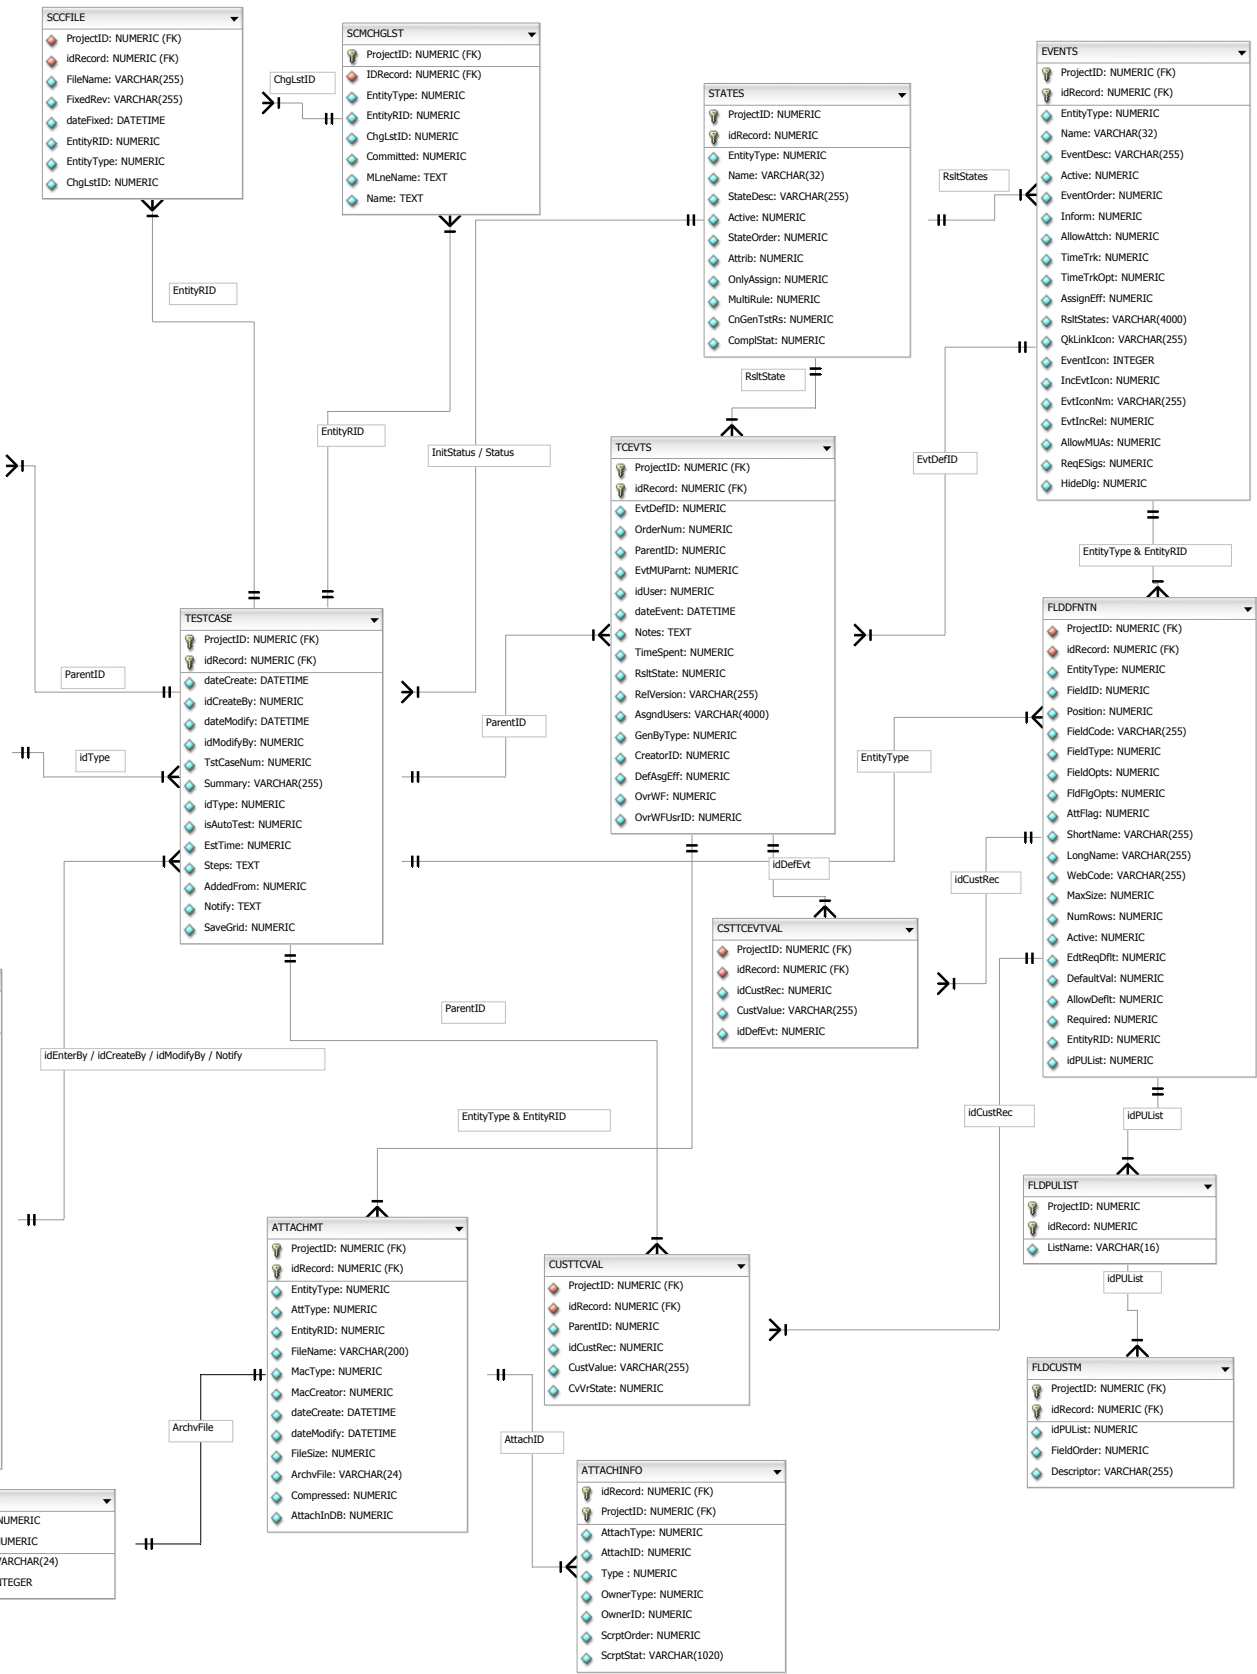 SCCFILE
ProjectID: NUMERIC (FK)
idRecord: NUMERIC (FK)
FileName: VARCHAR(255)
FixedRev: VARCHAR(255)
dateFixed: DATETIME
EntityRID: NUMERIC
EntityType: NUMERIC
ChgLstID: NUMERIC
ChgLstID
SCMCHGLST
ProjectID: NUMERIC (FK)
IDRecord: NUMERIC (FK)
EntityType: NUMERIC
EntityRID: NUMERIC
ChgLstID: NUMERIC
Committed: NUMERIC
MLneName: TEXT
Name: TEXT
STATES
ProjectID: NUMERIC
idRecord: NUMERIC
EntityType: NUMERIC
Name: VARCHAR(32)
StateDesc: VARCHAR(255)
Active: NUMERIC
StateOrder: NUMERIC
Attrib: NUMERIC
OnlyAssign: NUMERIC
MultiRule: NUMERIC
CnGenTstRs: NUMERIC
ComplStat: NUMERIC
RsltStates
EVENTS
ProjectID: NUMERIC (FK)
idRecord: NUMERIC (FK)
EntityType: NUMERIC
Name: VARCHAR(32)
EventDesc: VARCHAR(255)
Active: NUMERIC
EventOrder: NUMERIC
Inform: NUMERIC
AllowAttch: NUMERIC
TimeTrk: NUMERIC
TimeTrkOpt: NUMERIC
AssignEff: NUMERIC
RsltStates: VARCHAR(4000)
QkLinkIcon: VARCHAR(255)
EventIcon: INTEGER
IncEvtIcon: NUMERIC
EvtIconNm: VARCHAR(255)
EvtIncRel: NUMERIC
AllowMUAs: NUMERIC
ReqESigs: NUMERIC
HideDlg: NUMERIC
EntityRID
EntityRID
InitStatus / Status
RsltState
EvtDefID
EntityType & EntityRID
TCEVTS
ProjectID: NUMERIC (FK)
idRecord: NUMERIC (FK)
EvtDefID: NUMERIC
OrderNum: NUMERIC
ParentID: NUMERIC
EvtMUParnt: NUMERIC
idUser: NUMERIC
dateEvent: DATETIME
Notes: TEXT
TimeSpent: NUMERIC
RsltState: NUMERIC
RelVersion: VARCHAR(255)
AsgndUsers: VARCHAR(4000)
GenByType: NUMERIC
CreatorID: NUMERIC
DefAsgEff: NUMERIC
OvrWF: NUMERIC
OvrWFUsrID: NUMERIC
TESTCASE
ProjectID: NUMERIC (FK)
idRecord: NUMERIC (FK)
dateCreate: DATETIME
idCreateBy: NUMERIC
dateModify: DATETIME
idModifyBy: NUMERIC
TstCaseNum: NUMERIC
Summary: VARCHAR(255)
idType: NUMERIC
isAutoTest: NUMERIC
EstTime: NUMERIC
Steps: TEXT
AddedFrom: NUMERIC
Notify: TEXT
SaveGrid: NUMERIC
ParentID
idType
ParentID
EntityType
idDefEvt
idCustRec
FLDDFNTN
ProjectID: NUMERIC (FK)
idRecord: NUMERIC (FK)
EntityType: NUMERIC
FieldID: NUMERIC
Position: NUMERIC
FieldCode: VARCHAR(255)
FieldType: NUMERIC
FieldOpts: NUMERIC
FldFlgOpts: NUMERIC
AttFlag: NUMERIC
ShortName: VARCHAR(255)
LongName: VARCHAR(255)
WebCode: VARCHAR(255)
MaxSize: NUMERIC
NumRows: NUMERIC
Active: NUMERIC
EdtReqDflt: NUMERIC
DefaultVal: NUMERIC
AllowDeflt: NUMERIC
Required: NUMERIC
EntityRID: NUMERIC
idPUList: NUMERIC
CSTTCEVTVAL
ProjectID: NUMERIC (FK)
idRecord: NUMERIC (FK)
idCustRec: NUMERIC
CustValue: VARCHAR(255)
idDefEvt: NUMERIC
ParentID
idEnterBy / idCreateBy / idModifyBy / Notify
EntityType & EntityRID
idCustRec
idPUList
FLDPULIST
ProjectID: NUMERIC
idRecord: NUMERIC
ListName: VARCHAR(16)
idPUList
ATTACHMT
ProjectID: NUMERIC (FK)
idRecord: NUMERIC (FK)
EntityType: NUMERIC
AttType: NUMERIC
EntityRID: NUMERIC
FileName: VARCHAR(200)
MacType: NUMERIC
MacCreator: NUMERIC
dateCreate: DATETIME
dateModify: DATETIME
FileSize: NUMERIC
ArchvFile: VARCHAR(24)
Compressed: NUMERIC
AttachInDB: NUMERIC
CUSTTCVAL
ProjectID: NUMERIC (FK)
idRecord: NUMERIC (FK)
ParentID: NUMERIC
idCustRec: NUMERIC
CustValue: VARCHAR(255)
CvVrState: NUMERIC
FLDCUSTM
ProjectID: NUMERIC (FK)
idRecord: NUMERIC (FK)
idPUList: NUMERIC
FieldOrder: NUMERIC
Descriptor: VARCHAR(255)
ArchvFile
AttachID
ATTACHINFO
idRecord: NUMERIC (FK)
ProjectID: NUMERIC (FK)
AttachType: NUMERIC
AttachID: NUMERIC
Type : NUMERIC
OwnerType: NUMERIC
OwnerID: NUMERIC
ScrptOrder: NUMERIC
ScrptStat: VARCHAR(1020)
NUMERIC
NUMERIC
VARCHAR(24)
NTEGER